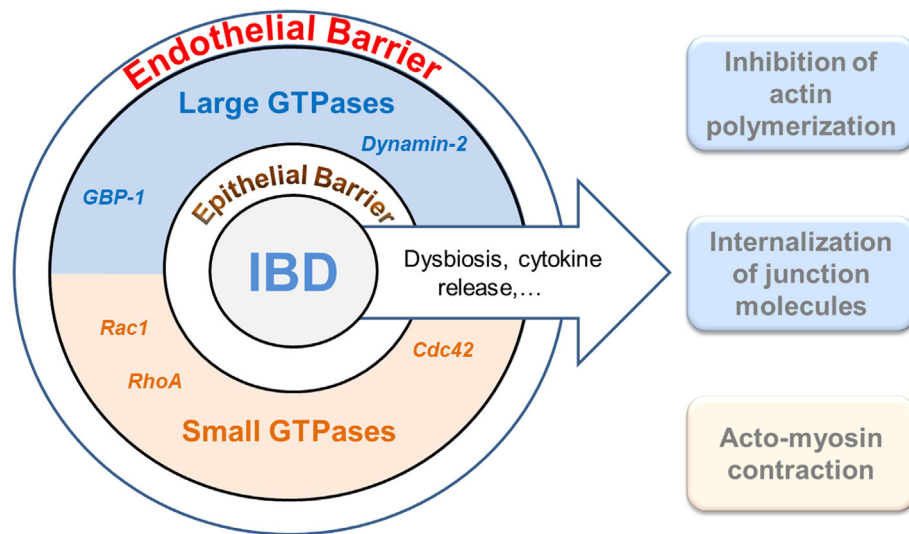 Endothelial Barrier
Large GTPases
Dynamin-2
GBP-1
Epithelial Barrier
IBD
Dysbiosis, cytokine
release,…
Rac1
Cdc42
RhoA
Small GTPases
Inhibition of
actin
polymerization
Internalization
of junction
molecules
Acto-myosin
contraction